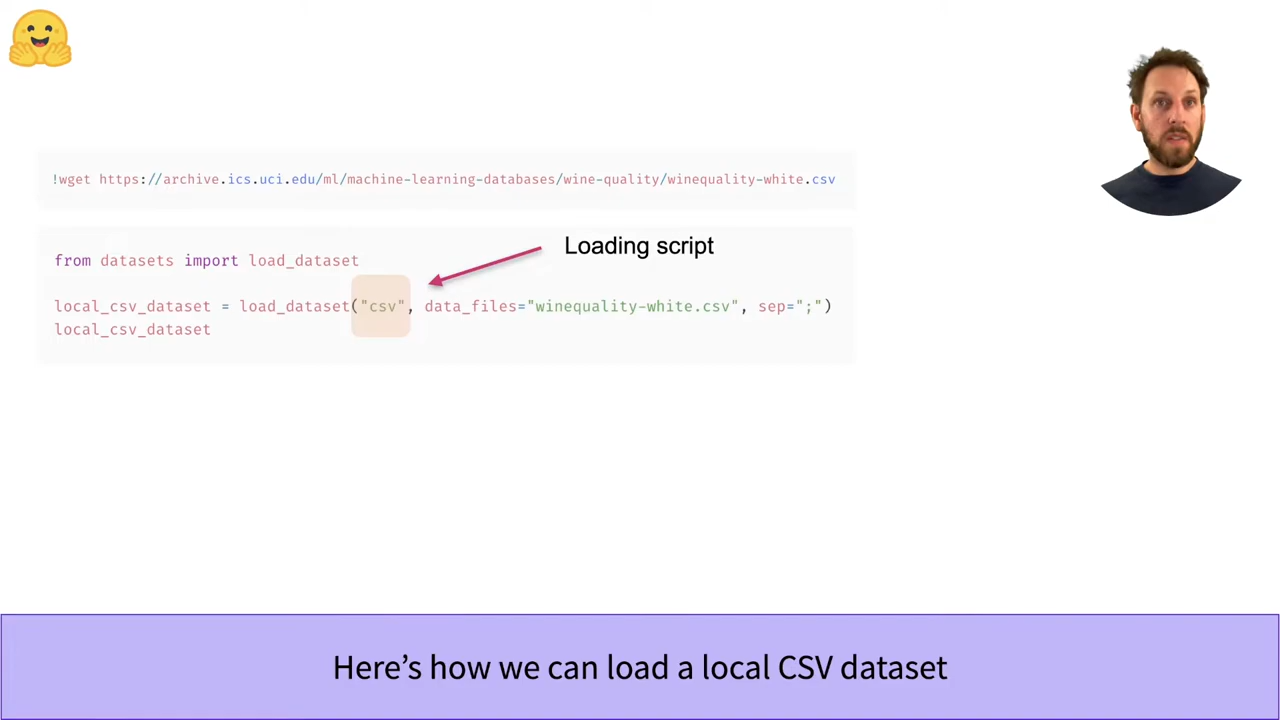 !wget https://archive.ics.uci.edu/ml/machine-learning-databases/wine-quality/winequality-white.csv
Loading script
from datasets import load_dataset
local_csv_dataset = load_dataset("csv", data_files="winequality-white.csv", sep=";")
local_csv_dataset
Here’s how we can load a local CSV dataset